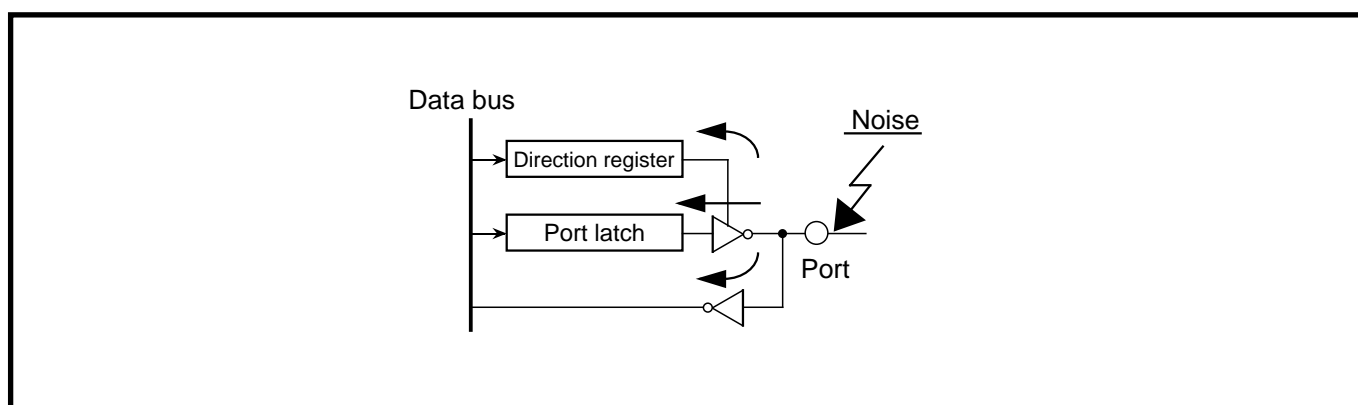 Data bus
Noise
Direction register
Port latch
Port